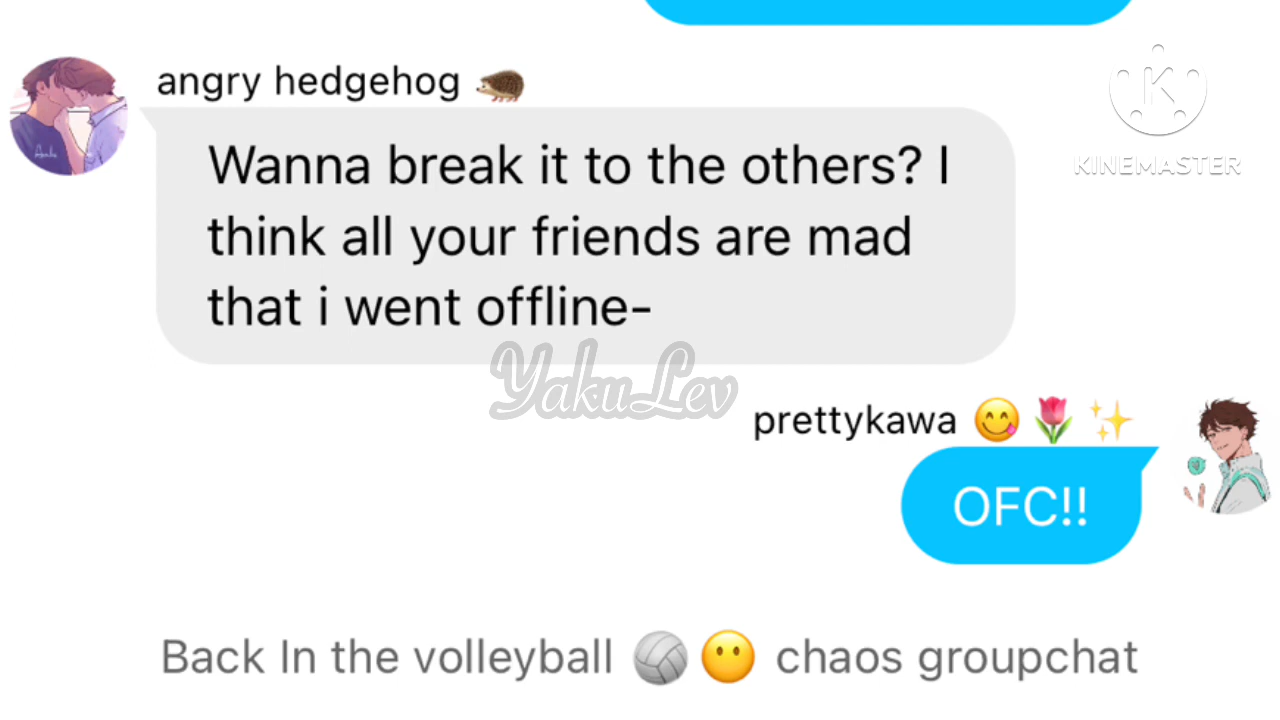 angry hedgehog 🦔
Wanna break it to the others? I
think all your friends are mad
that i went offline-
K
KINEMASTER
YakuLev
prettykawa 😋🌷✨
OFC!!
Back In the volleyball 🏐😶 chaos groupchat